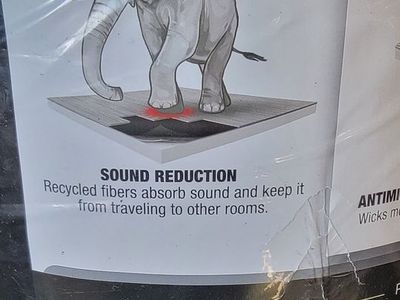 SOUND REDUCTION
Recycled fibers absorb sound and keep it
from traveling to other rooms.
ANTIMI
Wicks m